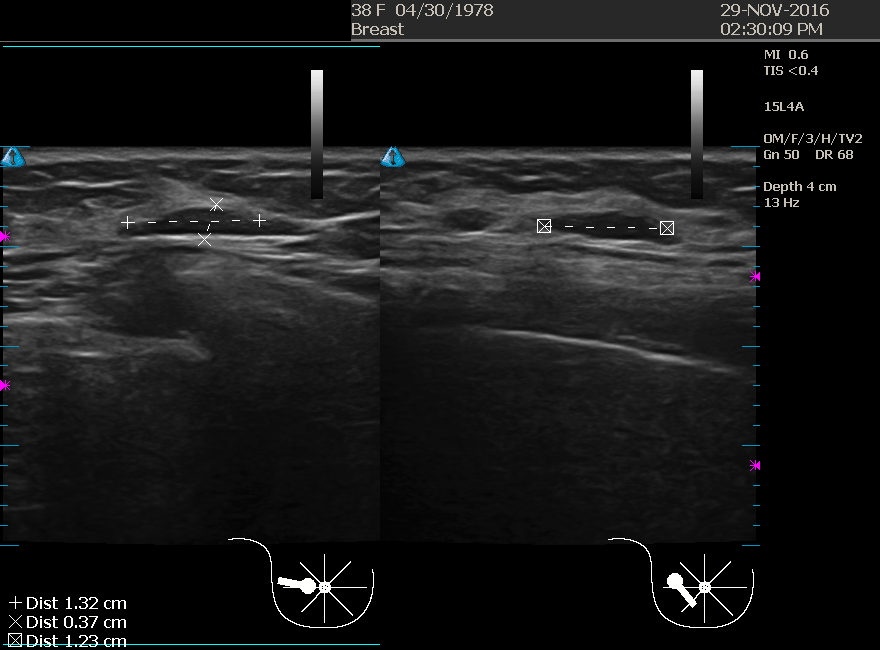 38 F 04/30/1978 29-NOV-2016
Breast 02:30:09 PM
MI 0.6
TIS <0.4
15L4A
OM/F/3/H/TV2
Gn 50 DR 68
Depth 4 cm
13 Hz
Dist 1.32 cm
Dist 0.37 cm
Dist 1.23 cm